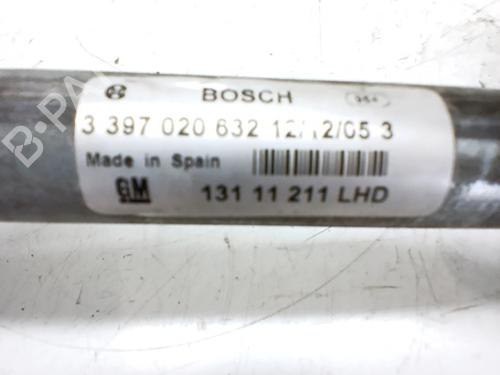 BOSCH
3 397 020 632 12/12/05 3
Made in Spain
GM 131 11 211 LHD